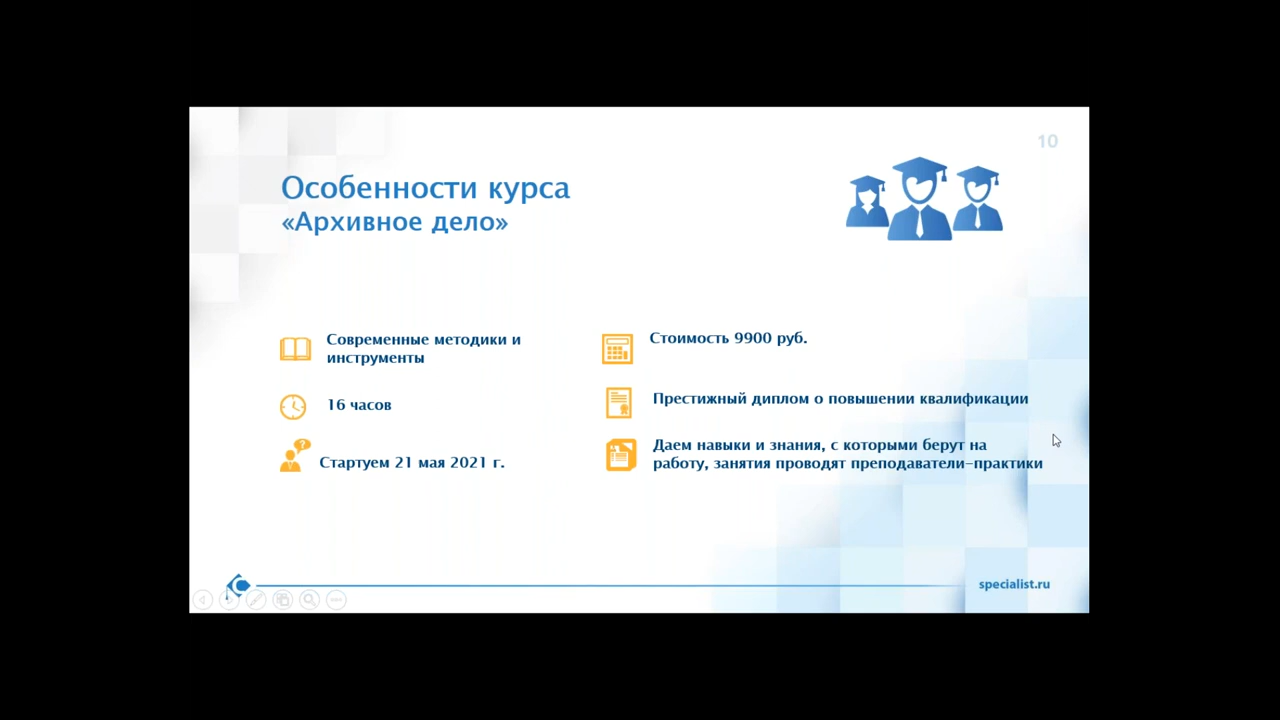 10
Особенности курса
«Архивное дело»
Современные методики и
инструменты
16 часов
Стартуем 21 мая 2021 г.
Стоимость 9900 руб.
Престижный диплом о повышении квалификации
Даем навыки и знания, с которыми берут на
работу, занятия проводят преподаватели-практики
specialist.ru